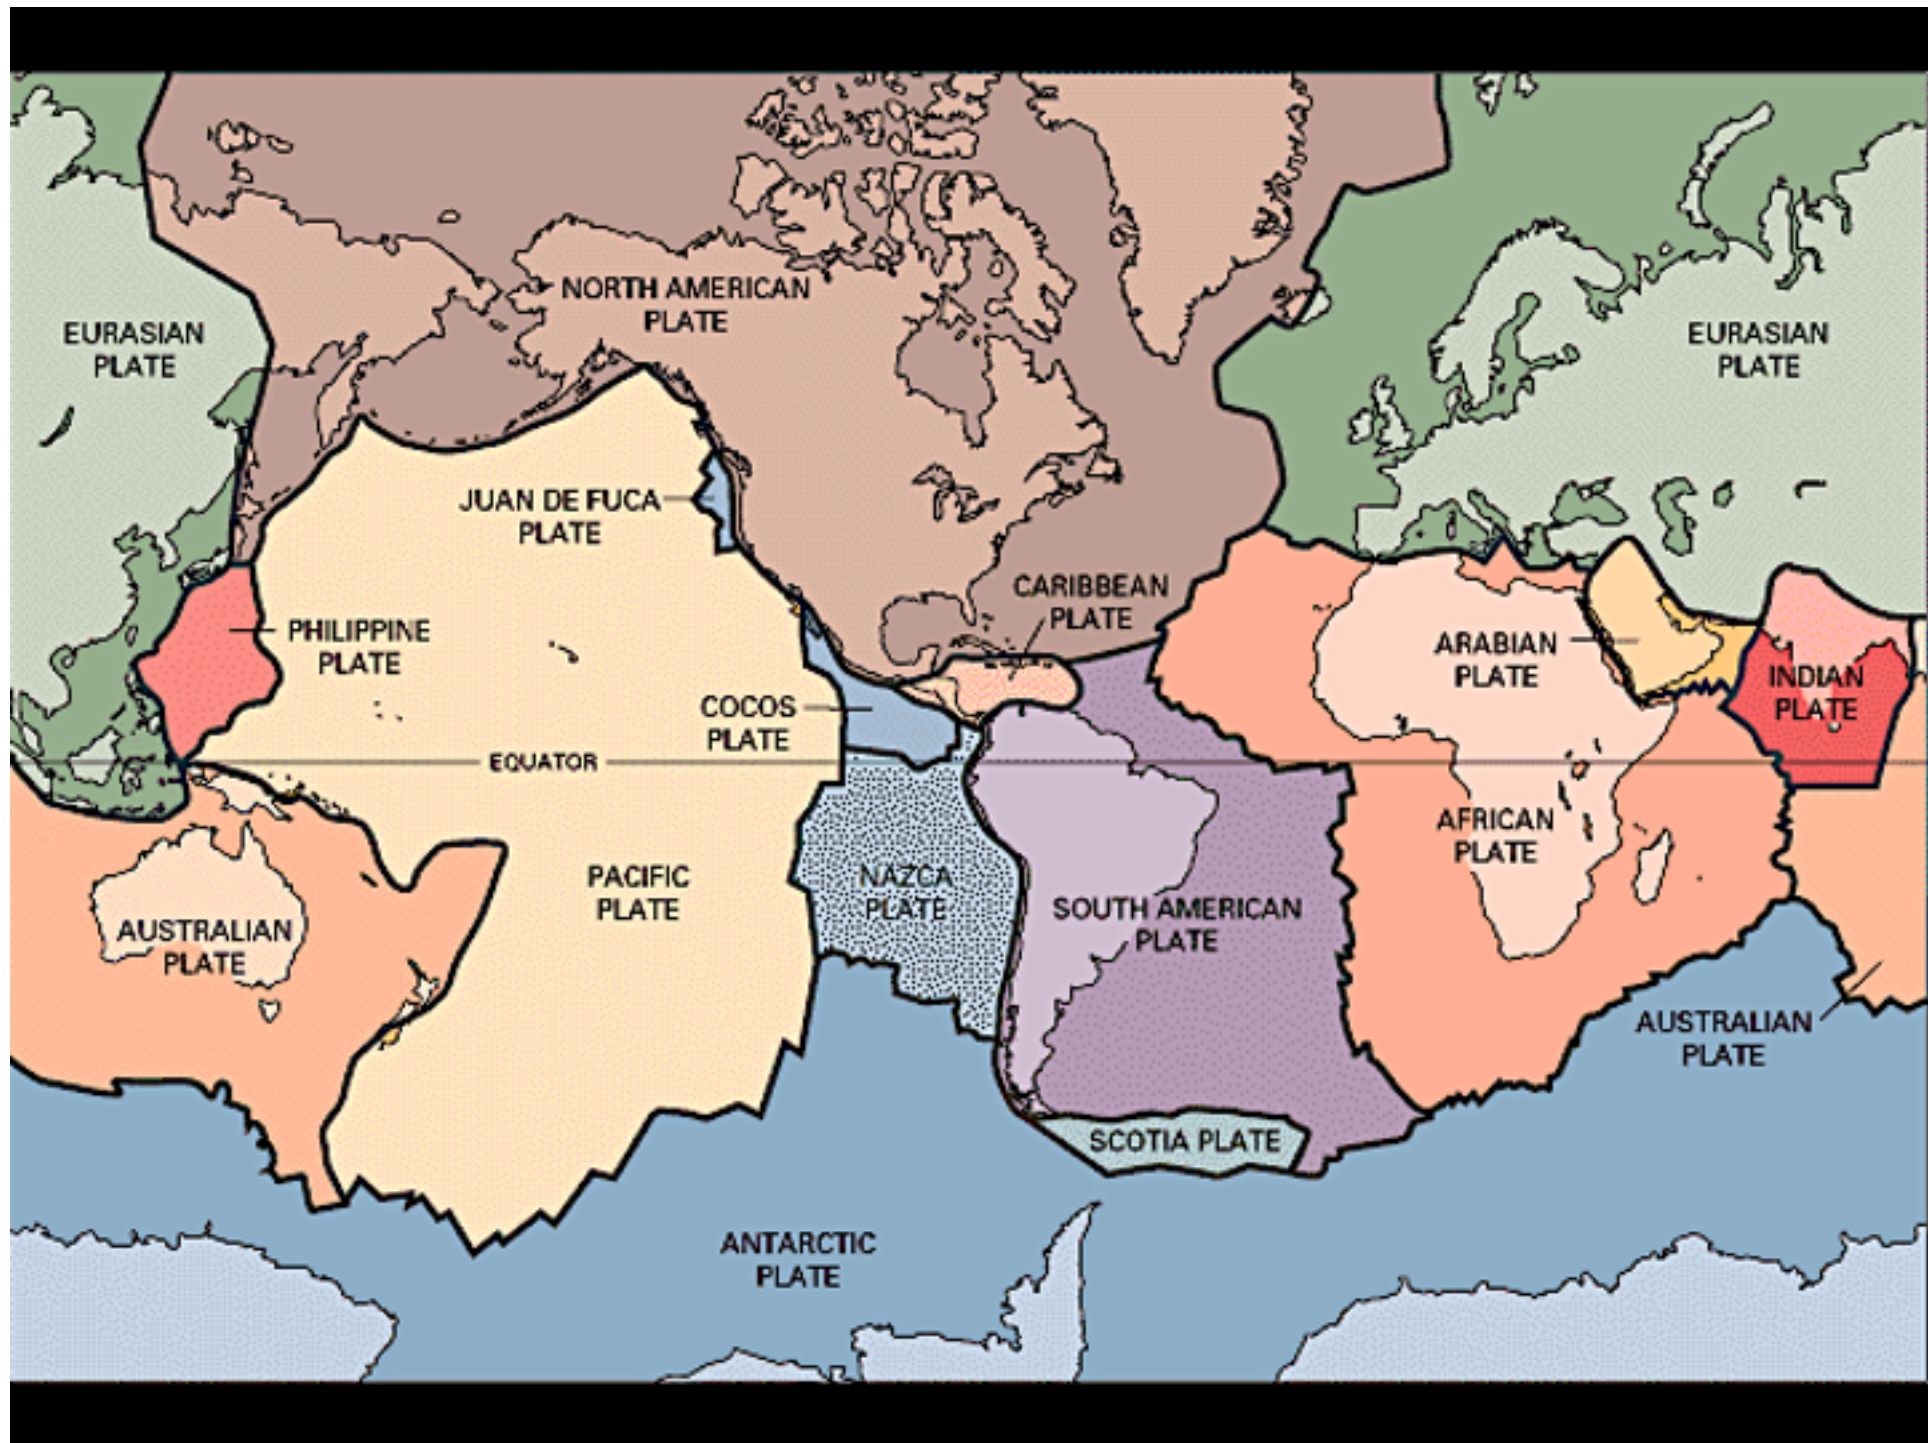 NORTH AMERICAN
PLATE
EURASIAN
PLATE
EURASIAN
PLATE
JUAN DE FUCA
PLATE
CARIBBEAN
PLATE
PHILIPPINE
PLATE
ARABIAN
PLATE
INDIAN
PLATE
COCOS
PLATE
EQUATOR
AFRICAN
PLATE
PACIFIC
PLATE
NAZCA
PLATE
SOUTH AMERICAN
PLATE
AUSTRALIAN
PLATE
AUSTRALIAN
PLATE
SCOTIA PLATE
ANTARCTIC
PLATE